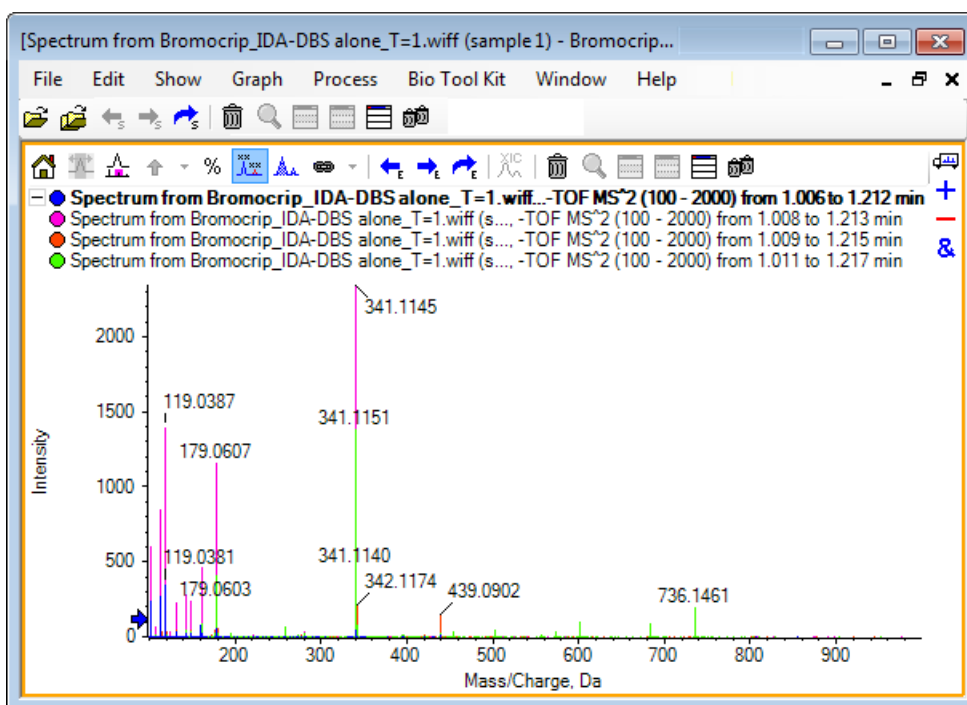 [Spectrum from Bromocrip_IDA-DBS alone_T=1.wiff (sample 1) - Bromocrip...
File Edit Show Graph Process Bio Tool Kit Window Help
S S S
% E E E XIC
Spectrum from Bromocrip_IDA-DBS alone_T=1.wiff...-TOF MS^2 (100 - 2000) from 1.006 to 1.212 min
Spectrum from Bromocrip_IDA-DBS alone_T=1.wiff (s..., -TOF MS^2 (100 - 2000) from 1.008 to 1.213 min
Spectrum from Bromocrip_IDA-DBS alone_T=1.wiff (s..., -TOF MS^2 (100 - 2000) from 1.009 to 1.215 min
Spectrum from Bromocrip_IDA-DBS alone_T=1.wiff (s..., -TOF MS^2 (100 - 2000) from 1.011 to 1.217 min
&
341.1145
2000
119.0387
1500
341.1151
179.0607
1000
Intensity
500
119.0381
341.1140
179.0603
342.1174
439.0902
736.1461
0
200 300 400 500 600 700 800 900
Mass/Charge, Da